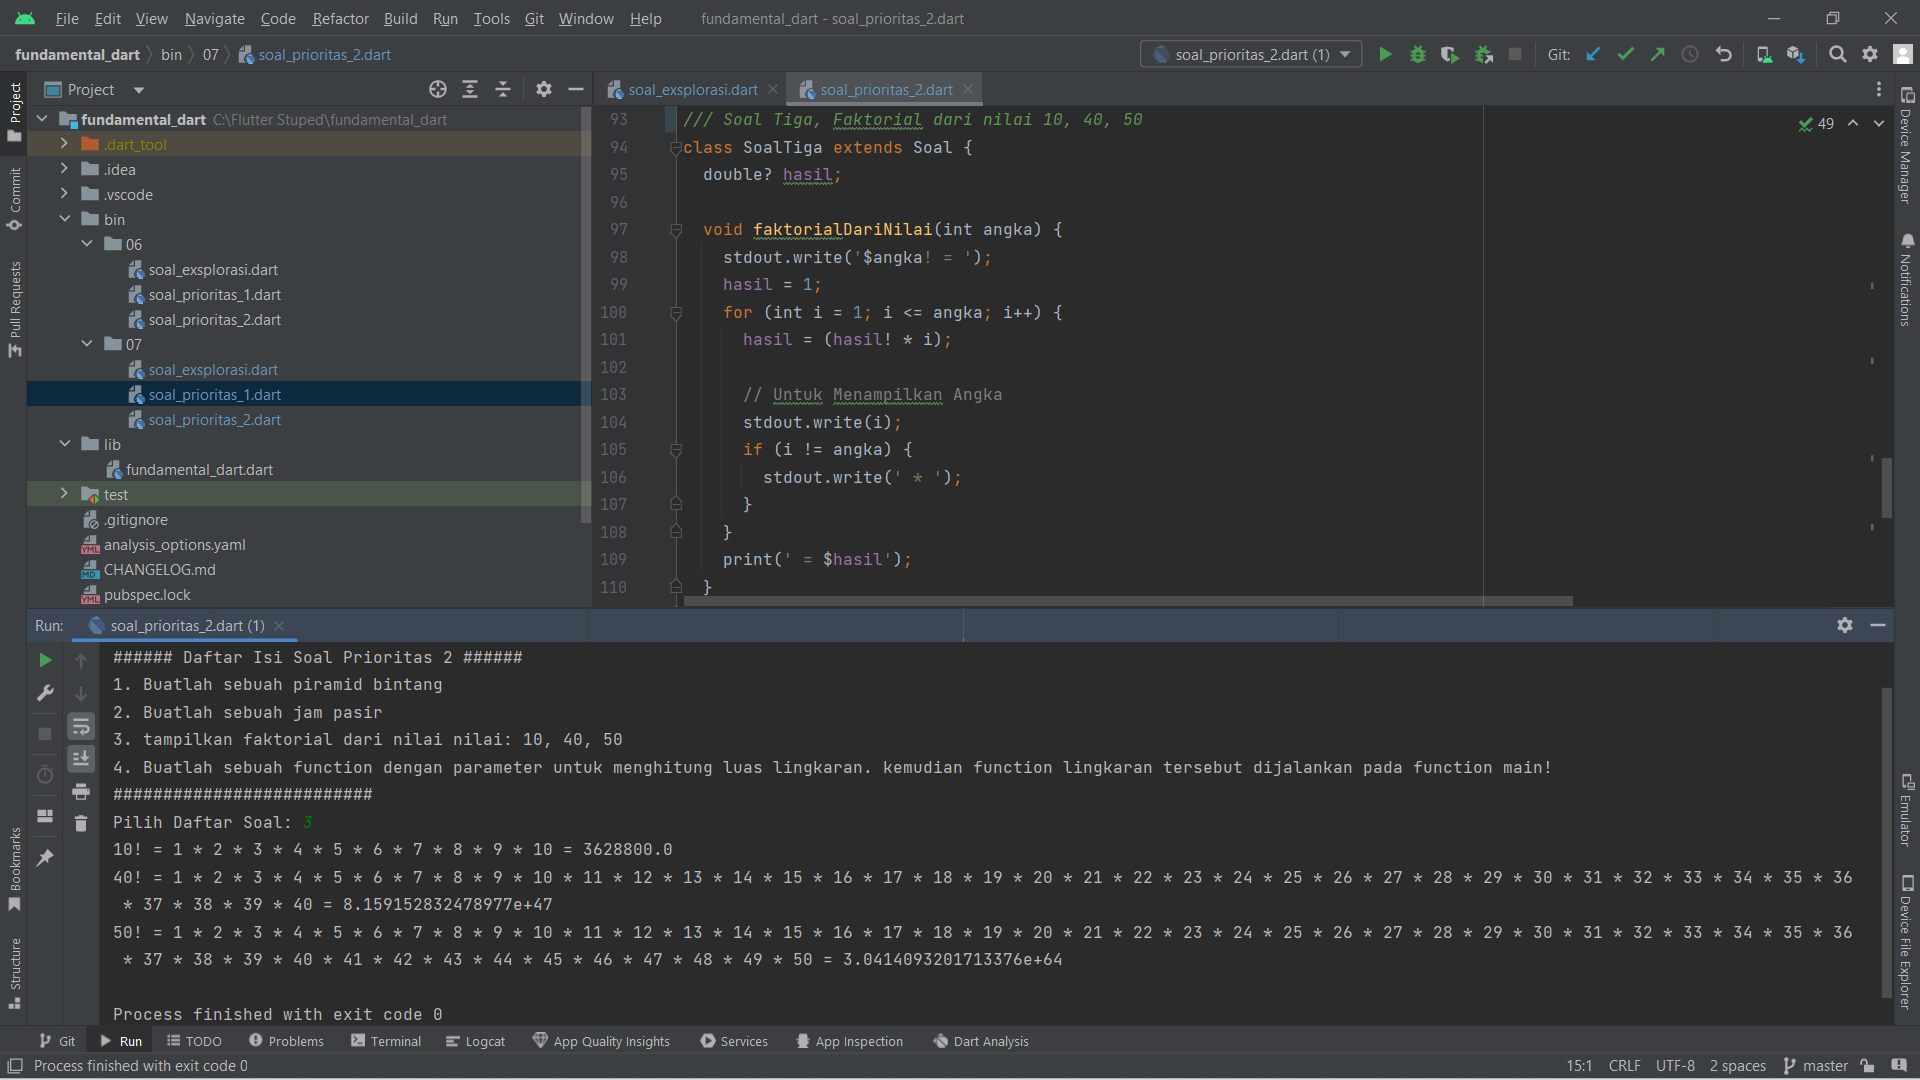 File Edit View Navigate Code Refactor Build Run Tools Git Window Help fundamental_dart - soal_prioritas_2.dart
fundamental_dart bin 07 soal_prioritas_2.dart soal_prioritas_2.dart (1) Git:
Project
Commit
Pull Requests
Bookmarks
Structure
Project
fundamental_dart C:\Flutter Stuped\fundamental_dart
.dart_tool
.idea
.vscode
bin
06
soal_exsplorasi.dart
soal_prioritas_1.dart
soal_prioritas_2.dart
07
soal_exsplorasi.dart
soal_prioritas_1.dart
soal_prioritas_2.dart
lib
fundamental_dart.dart
test
.gitignore
analysis_options.yaml
CHANGELOG.md
pubspec.lock
soal_exsplorasi.dart soal_prioritas_2.dart
49
93 /// Soal Tiga, Faktorial dari nilai 10, 40, 50
94 class SoalTiga extends Soal {
95 double? hasil;
96
97 void faktorialDariNilai(int angka) {
98 stdout.write('$angka! = ');
99 hasil = 1;
100 for (int i = 1; i <= angka; i++) {
101 hasil = (hasil! * i);
102
103 // Untuk Menampilkan Angka
104 stdout.write(i);
105 if (i != angka) {
106 stdout.write(' * ');
107 }
108 }
109 print(' = $hasil');
110 }
Device Manager
Notifications
Emulator
Device File Explorer
Run: soal_prioritas_2.dart (1)
###### Daftar Isi Soal Prioritas 2 ######
1. Buatlah sebuah piramid bintang
2. Buatlah sebuah jam pasir
3. tampilkan faktorial dari nilai nilai: 10, 40, 50
4. Buatlah sebuah function dengan parameter untuk menghitung luas lingkaran. kemudian function lingkaran tersebut dijalankan pada function main!
##########################
Pilih Daftar Soal: 3
10! = 1 * 2 * 3 * 4 * 5 * 6 * 7 * 8 * 9 * 10 = 3628800.0
40! = 1 * 2 * 3 * 4 * 5 * 6 * 7 * 8 * 9 * 10 * 11 * 12 * 13 * 14 * 15 * 16 * 17 * 18 * 19 * 20 * 21 * 22 * 23 * 24 * 25 * 26 * 27 * 28 * 29 * 30 * 31 * 32 * 33 * 34 * 35 * 36
* 37 * 38 * 39 * 40 = 8.159152832478977e+47
50! = 1 * 2 * 3 * 4 * 5 * 6 * 7 * 8 * 9 * 10 * 11 * 12 * 13 * 14 * 15 * 16 * 17 * 18 * 19 * 20 * 21 * 22 * 23 * 24 * 25 * 26 * 27 * 28 * 29 * 30 * 31 * 32 * 33 * 34 * 35 * 36
* 37 * 38 * 39 * 40 * 41 * 42 * 43 * 44 * 45 * 46 * 47 * 48 * 49 * 50 = 3.0414093201713376e+64
Process finished with exit code 0
Git Run TODO Problems Terminal Logcat App Quality Insights Services App Inspection Dart Analysis
Process finished with exit code 0 15:1 CRLF UTF-8 2 spaces master